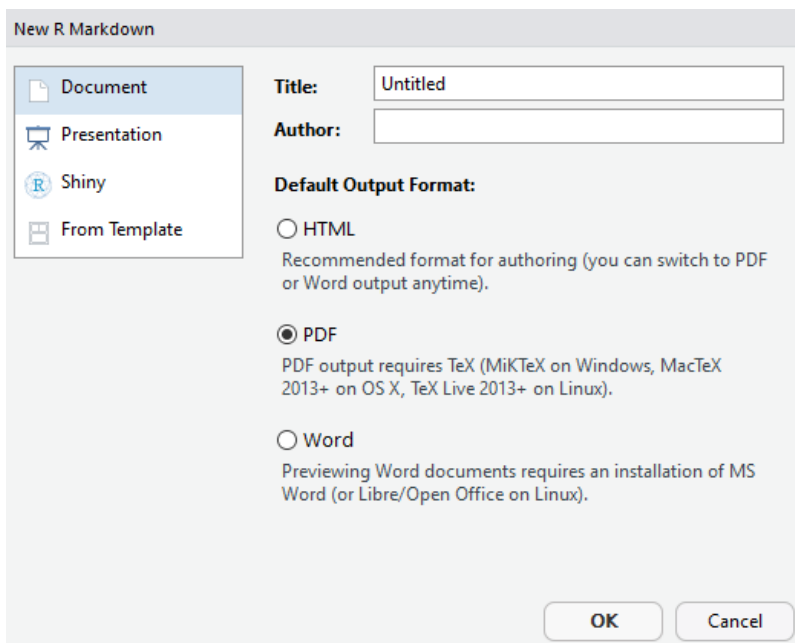 New R Markdown
Document
Presentation
R Shiny
From Template
Title: Untitled
Author:
Default Output Format:
HTML
Recommended format for authoring (you can switch to PDF
or Word output anytime).
PDF
PDF output requires TeX (MiKTeX on Windows, MacTeX
2013+ on OS X, TeX Live 2013+ on Linux).
Word
Previewing Word documents requires an installation of MS
Word (or Libre/Open Office on Linux).
OK Cancel